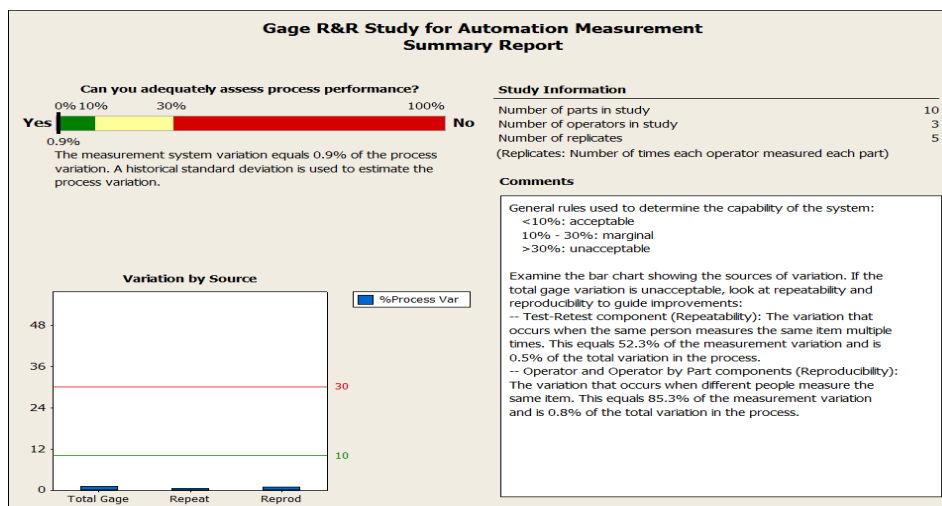 Gage R&R Study for Automation Measurement
Summary Report
Can you adequately assess process performance?
0% 10% 30% 100%
Yes No
0.9%
The measurement system variation equals 0.9% of the process
variation. A historical standard deviation is used to estimate the
process variation.
Study Information
Number of parts in study 10
Number of operators in study 3
Number of replicates 5
(Replicates: Number of times each operator measured each part)
Comments
General rules used to determine the capability of the system:
<10%: acceptable
10% - 30%: marginal
>30%: unacceptable
Examine the bar chart showing the sources of variation. If the
total gage variation is unacceptable, look at repeatability and
reproducibility to guide improvements:
-- Test-Retest component (Repeatability): The variation that
occurs when the same person measures the same item multiple
times. This equals 52.3% of the measurement variation and is
0.5% of the total variation in the process.
-- Operator and Operator by Part components (Reproducibility):
The variation that occurs when different people measure the
same item. This equals 85.3% of the measurement variation
and is 0.8% of the total variation in the process.
Variation by Source
%Process Var
48
36
30
24
12
10
0
Total Gage Repeat Reprod